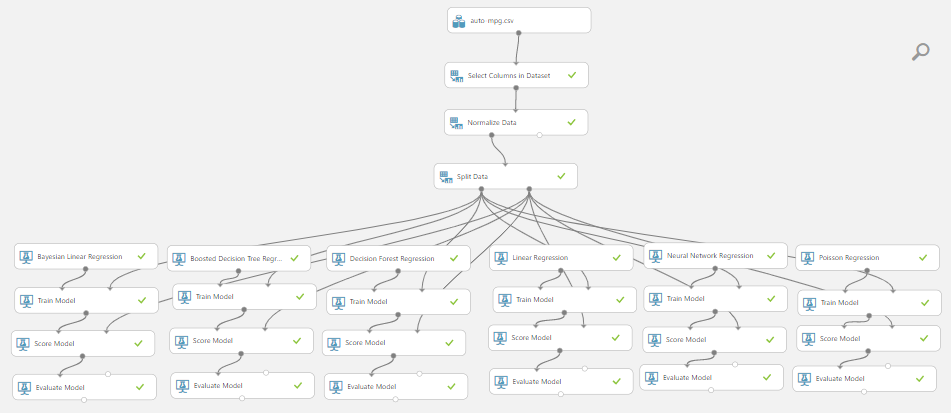 auto-mpg.csv
Select Columns in Dataset
Normalize Data
Split Data
Bayesian Linear Regression
Boosted Decision Tree Regr...
Decision Forest Regression
Linear Regression
Neural Network Regression
Poisson Regression
Train Model
Train Model
Train Model
Train Model
Train Model
Train Model
Score Model
Score Model
Score Model
Score Model
Score Model
Score Model
Evaluate Model
Evaluate Model
Evaluate Model
Evaluate Model
Evaluate Model
Evaluate Model